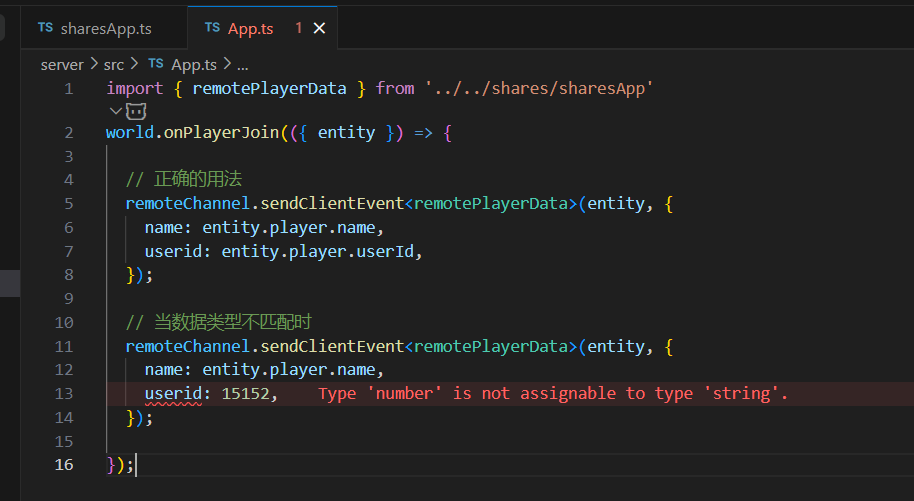 TS sharesApp.ts
TS App.ts 1
server > src > TS App.ts > ...
1 import { remotePlayerData } from '../../shares/sharesApp'
2 world.onPlayerJoin(({ entity }) => {
3
4 // 正确的用法
5 remoteChannel.sendClientEvent<remotePlayerData>(entity, {
6 name: entity.player.name,
7 userid: entity.player.userId,
8 });
9
10 // 当数据类型不匹配时
11 remoteChannel.sendClientEvent<remotePlayerData>(entity, {
12 name: entity.player.name,
13 userid: 15152, Type 'number' is not assignable to type 'string'.
14 });
15
16 });